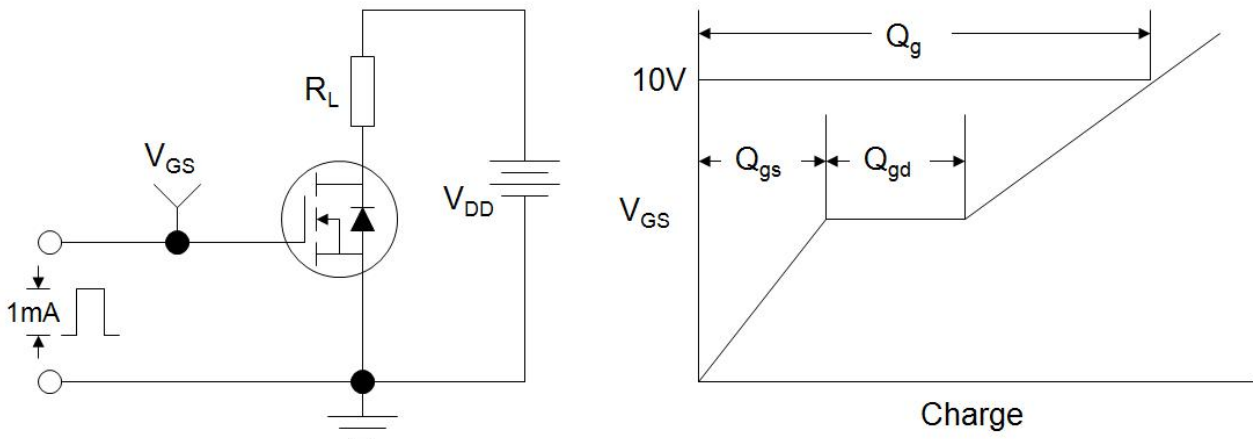 R_L
V_GS
V_DD
1mA
Q_g
10V
Q_gs
Q_gd
V_GS
Charge